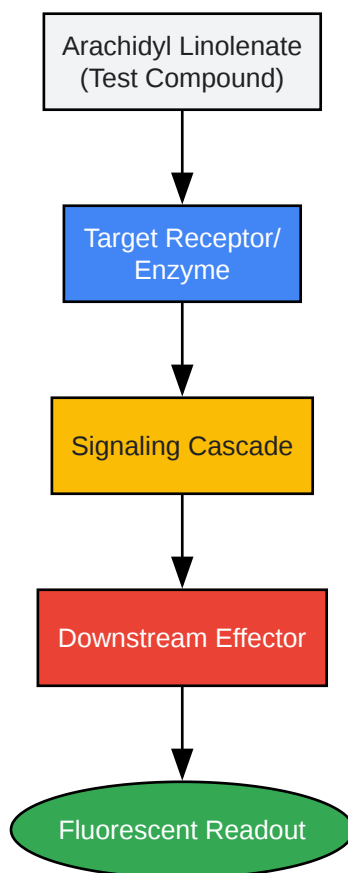 Arachidyl Linolenate
(Test Compound)
Target Receptor/
Enzyme
Signaling Cascade
Downstream Effector
Fluorescent Readout